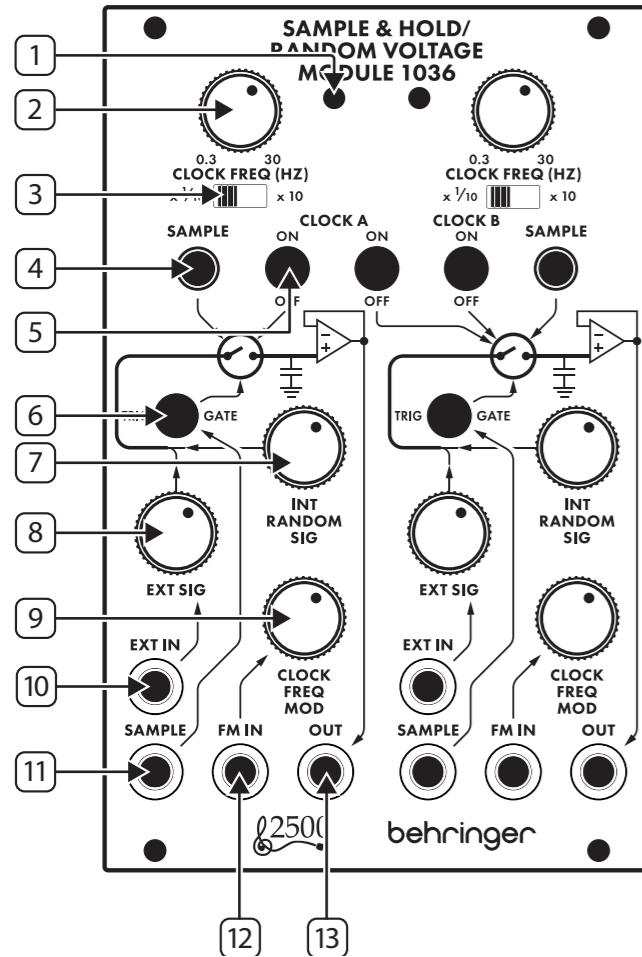 SAMPLE & HOLD/
RANDOM VOLTAGE
MODULE 1036
1
2
0.3 30 0.3 30
CLOCK FREQ (HZ) CLOCK FREQ (HZ)
3
x 10 x 1/10 x 10
CLOCK A CLOCK B
SAMPLE ON ON ON SAMPLE
4
5
OFF OFF OFF
− + − +
6
GATE TRIG GATE
7
INT INT
RANDOM RANDOM
SIG SIG
8
EXT SIG EXT SIG
9
EXT IN EXT IN
CLOCK CLOCK
FREQ FREQ
MOD MOD
10
SAMPLE FM IN OUT SAMPLE FM IN OUT
11
2500 behringer
12 13